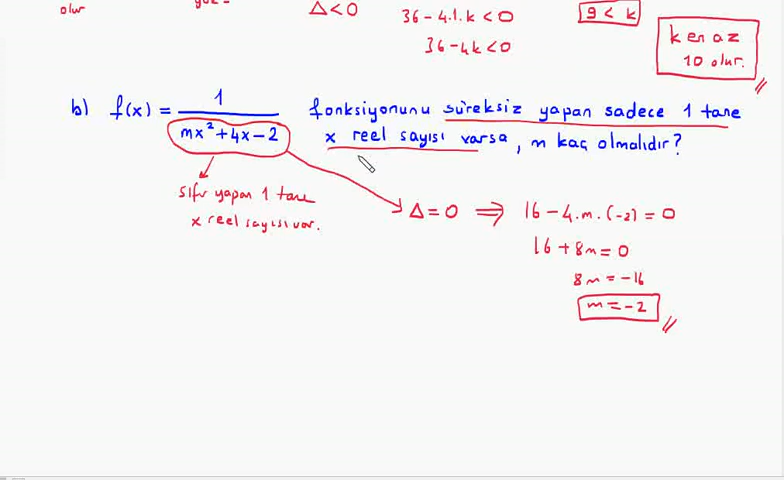 olur
Δ<0
36-4.1.k<0
36-4k<0
9<k
k en az
10 olur.
b) f(x) = 1 / mx²+4x-2 fonksiyonunu süreksiz yapan sadece 1 tane
x reel sayısı varsa, m kaç olmalıdır?
sıfır yapan 1 tane
x reel sayısı var.
Δ=0 ⇒ 16-4.m.(-2)=0
16+8m=0
8m=-16
m=-2